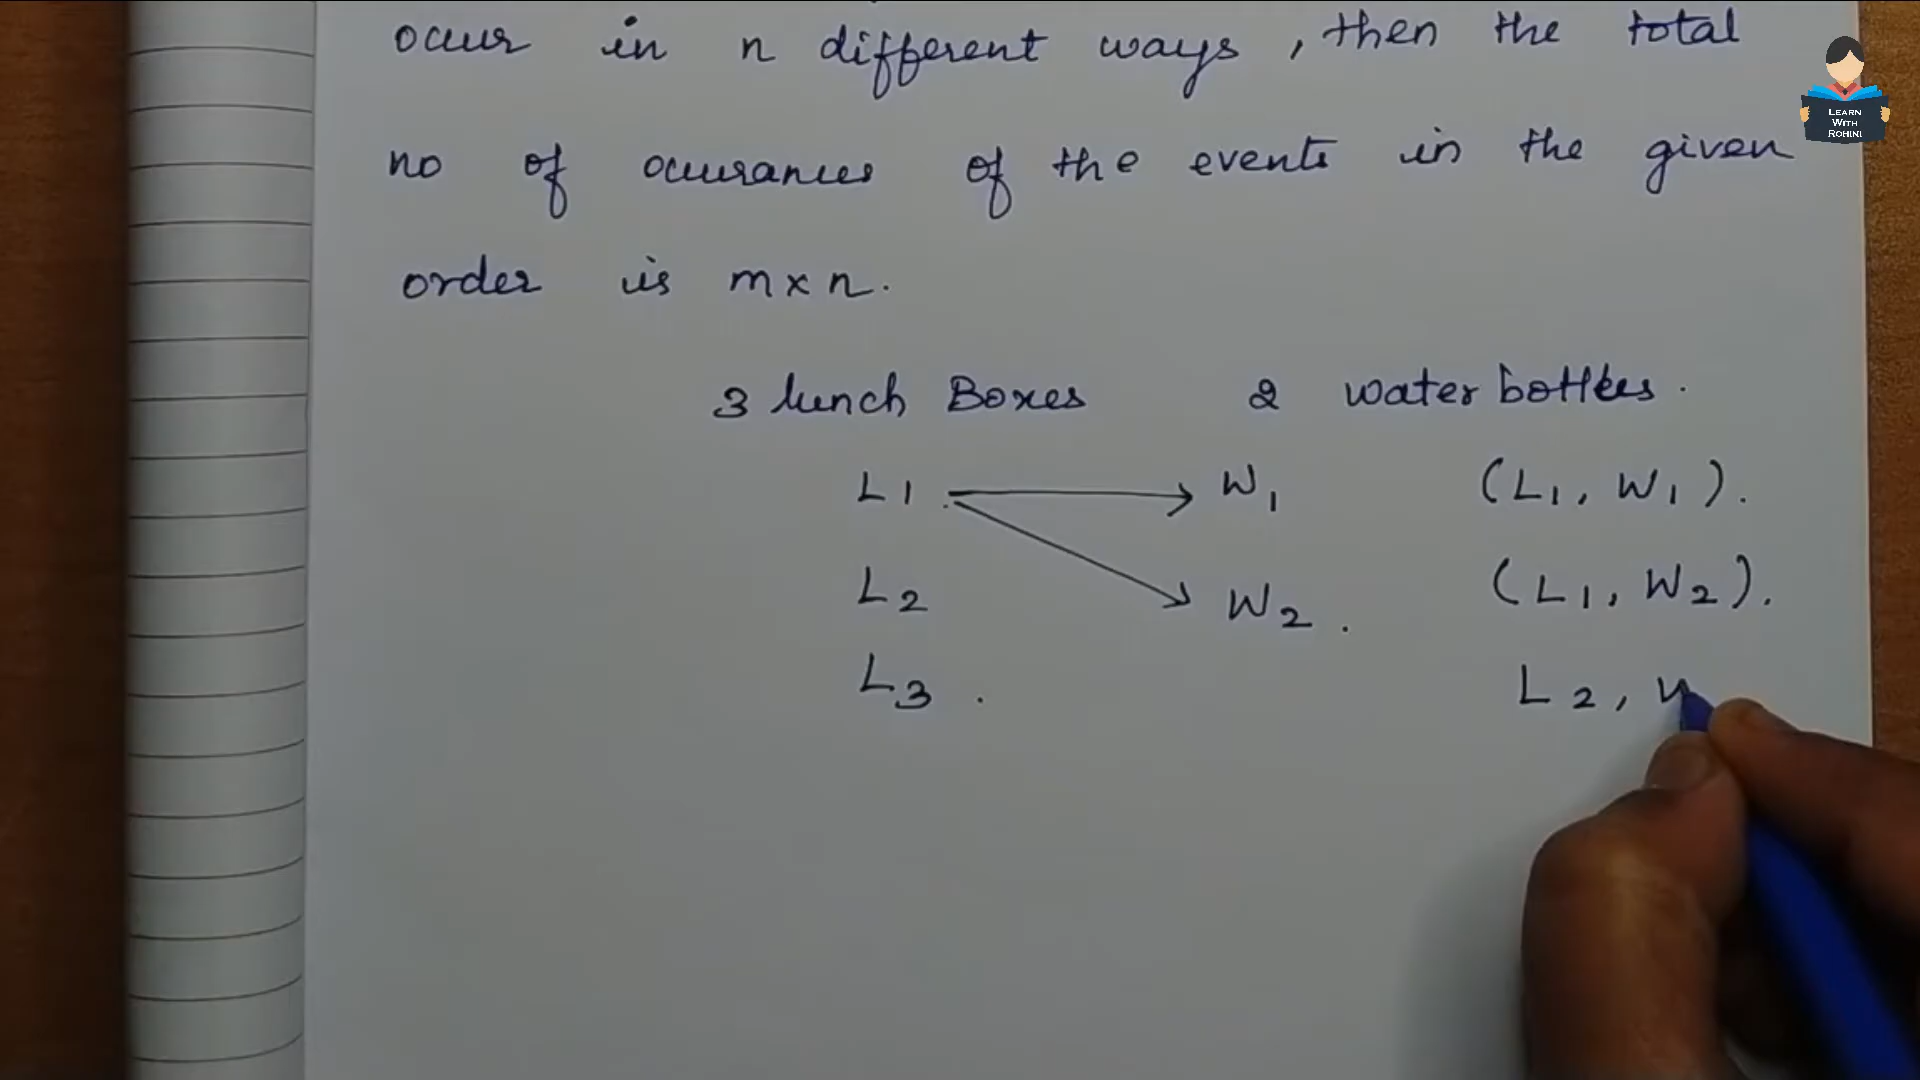 occur in n different ways, then the total
no of ocurances of the events in the given
order is m x n.
3 lunch Boxes 2 water bottles.
L1 W1 (L1, W1).
L2 W2. (L1, W2).
L3. L2, W
LEARN
WITH
ROHINI